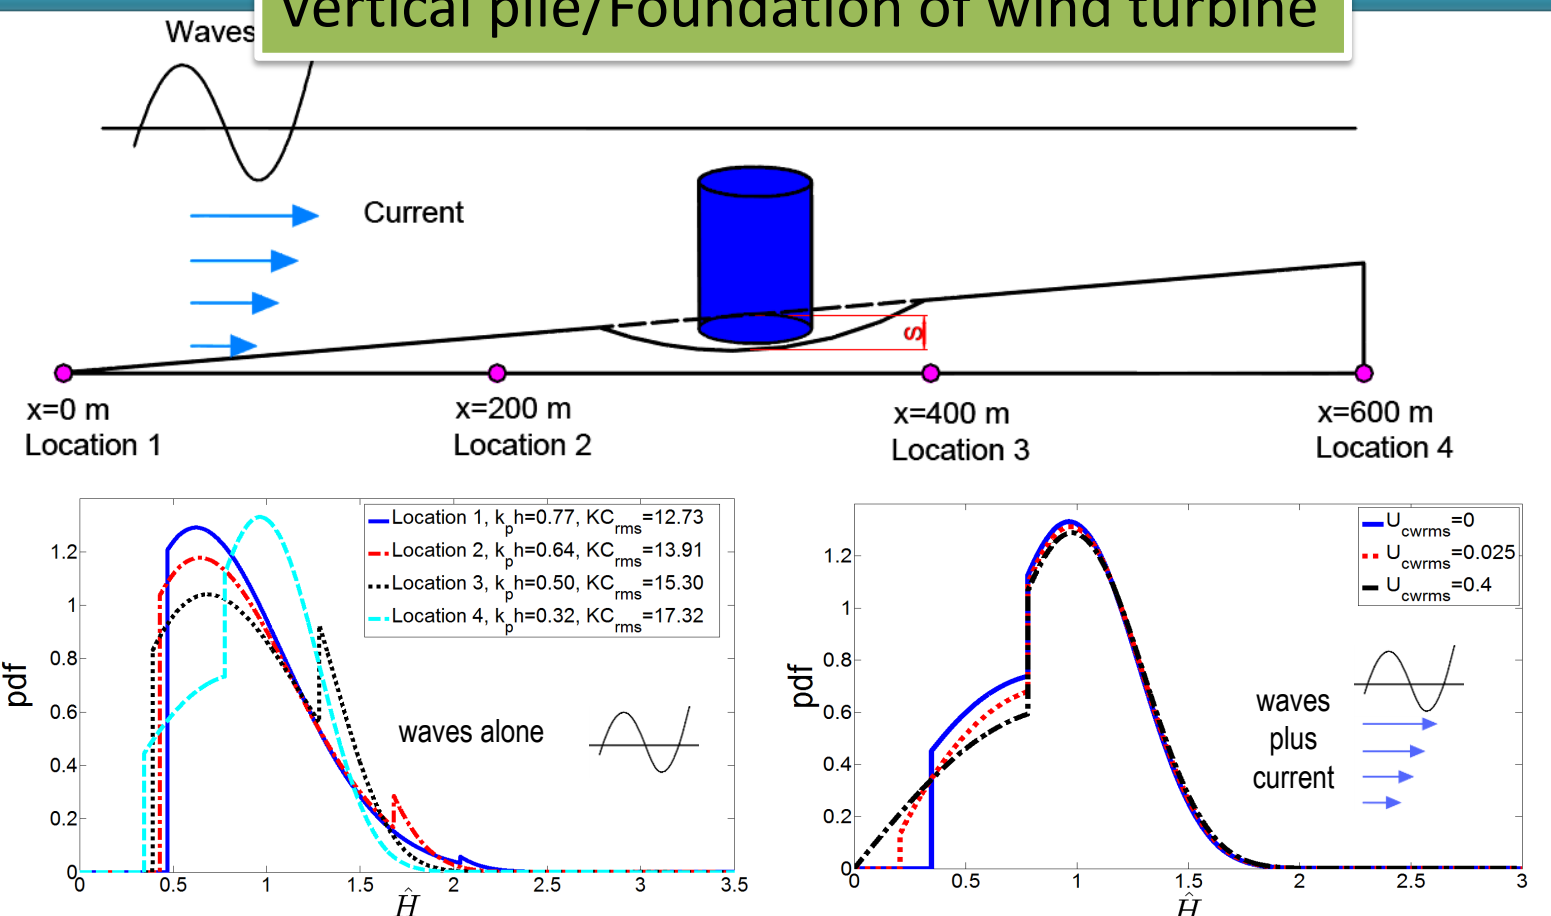 Vertical pile/Foundation of wind turbine
Waves
Current
S
x=0 m
Location 1
x=200 m
Location 2
x=400 m
Location 3
x=600 m
Location 4
Location 1, kph=0.77, KCrms=12.73
Location 2, kph=0.64, KCrms=13.91
Location 3, kph=0.50, KCrms=15.30
Location 4, kph=0.32, KCrms=17.32
waves alone
pdf
1.2
1
0.8
0.6
0.4
0.2
0
0 0.5 1 1.5 2 2.5 3 3.5
Ĥ
Ucwrms=0
Ucwrms=0.025
Ucwrms=0.4
waves
plus
current
pdf
1.2
1
0.8
0.6
0.4
0.2
0
0 0.5 1 1.5 2 2.5 3
Ĥ